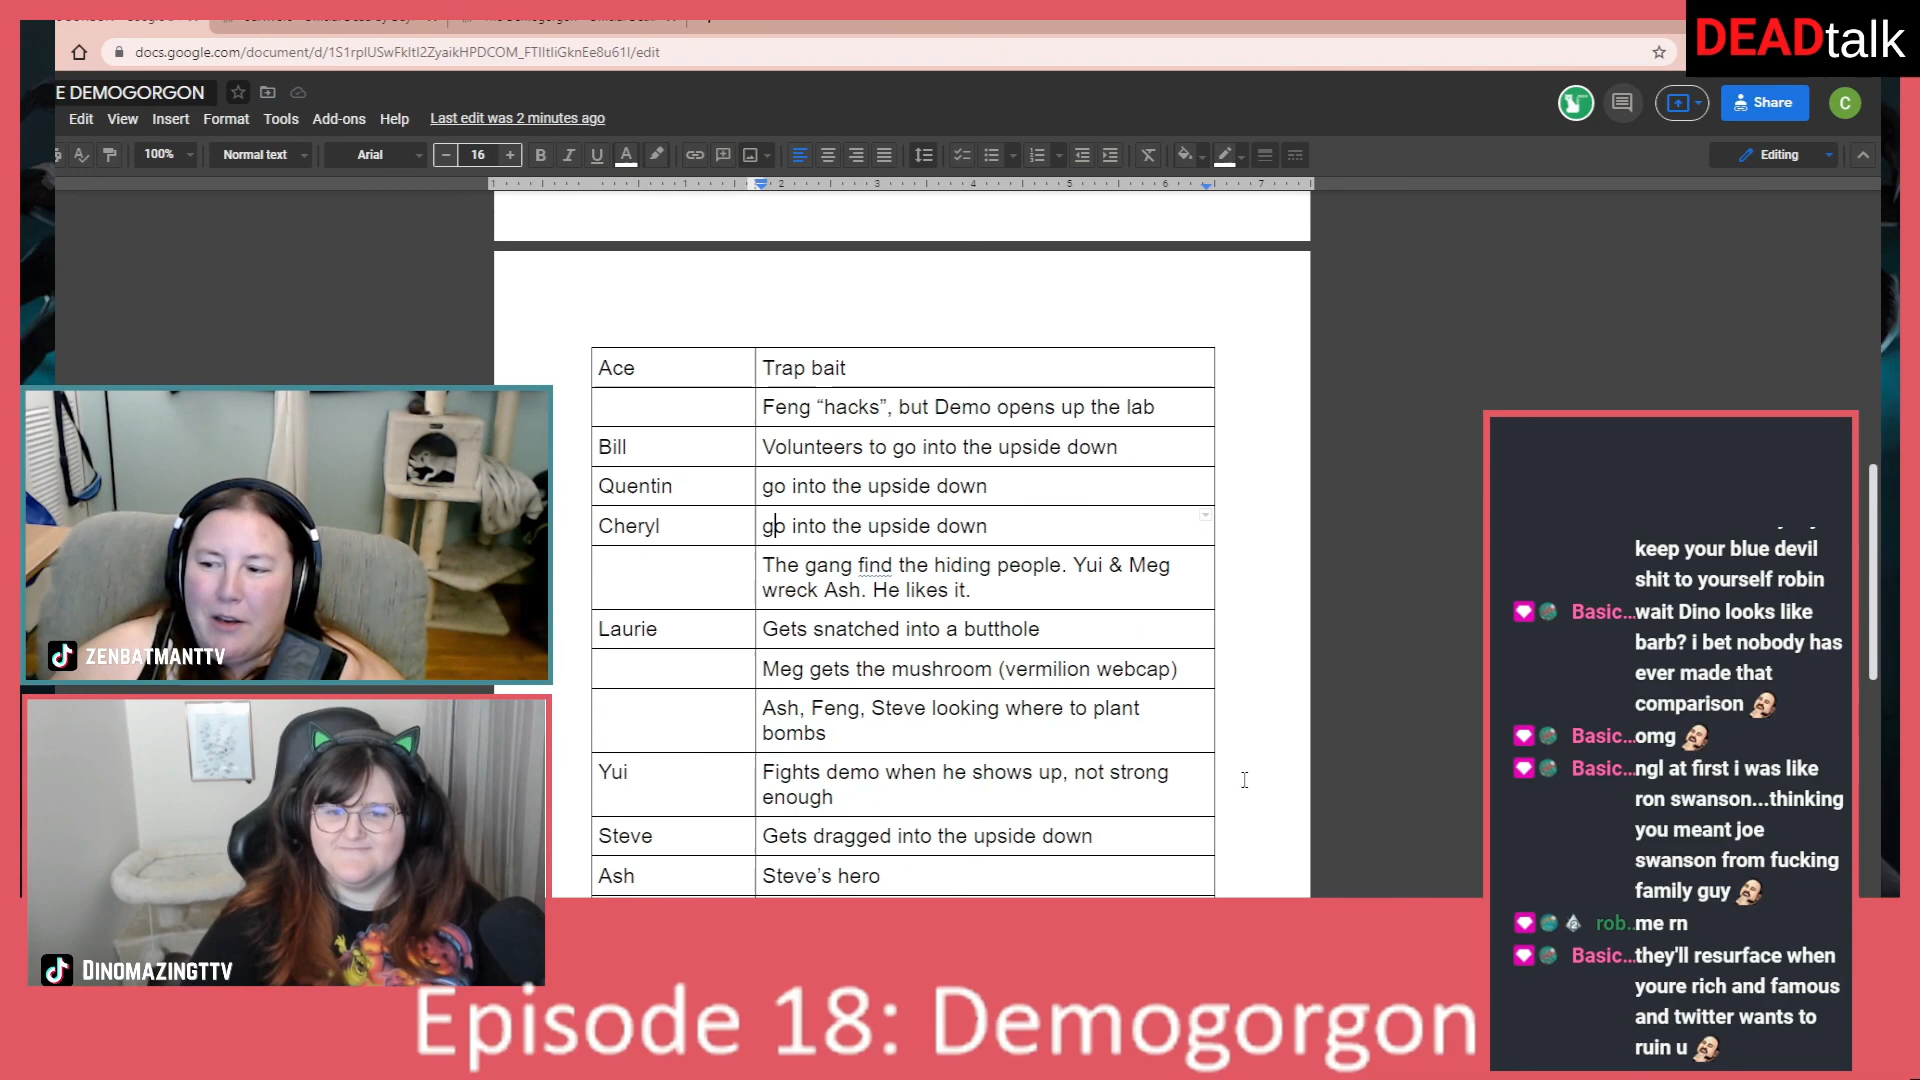 DEADtalk
docs.google.com/document/d/1S1rpIUSwFkItI2ZyaikHPDCOM_FTIItIiGknEe8u61I/edit
E DEMOGORGON
Edit View Insert Format Tools Add-ons Help Last edit was 2 minutes ago
Share
C
100% Normal text Arial 16 Editing
1 1 2 3 4 5 6 7
Ace Trap bait
Feng “hacks”, but Demo opens up the lab
Bill Volunteers to go into the upside down
Quentin go into the upside down
Cheryl go into the upside down
The gang find the hiding people. Yui & Meg
wreck Ash. He likes it.
Laurie Gets snatched into a butthole
Meg gets the mushroom (vermilion webcap)
Ash, Feng, Steve looking where to plant
bombs
Yui Fights demo when he shows up, not strong
enough
Steve Gets dragged into the upside down
Ash Steve’s hero
ZENBATMANTTV
DINOMAZINGTTV
keep your blue devil
shit to yourself robin
Basic... wait Dino looks like
barb? i bet nobody has
ever made that
comparison
Basic... omg
Basic... ngl at first i was like
ron swanson...thinking
you meant joe
swanson from fucking
family guy
rob.. me rn
Basic... they'll resurface when
youre rich and famous
and twitter wants to
ruin u
Episode 18: Demogorgon